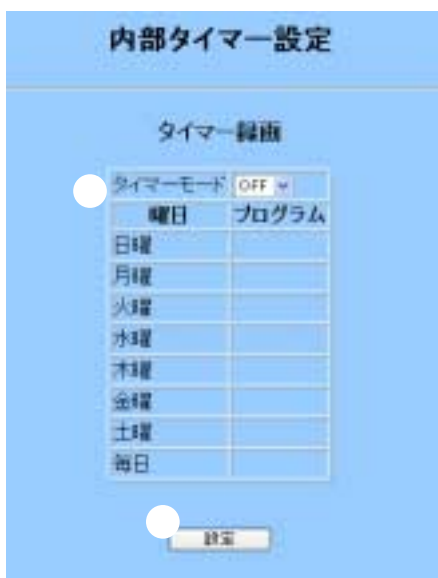 内部タイマー設定
タイマー録画
タイマーモード OFF
曜日 プログラム
日曜
月曜
火曜
水曜
木曜
金曜
土曜
毎日
設定